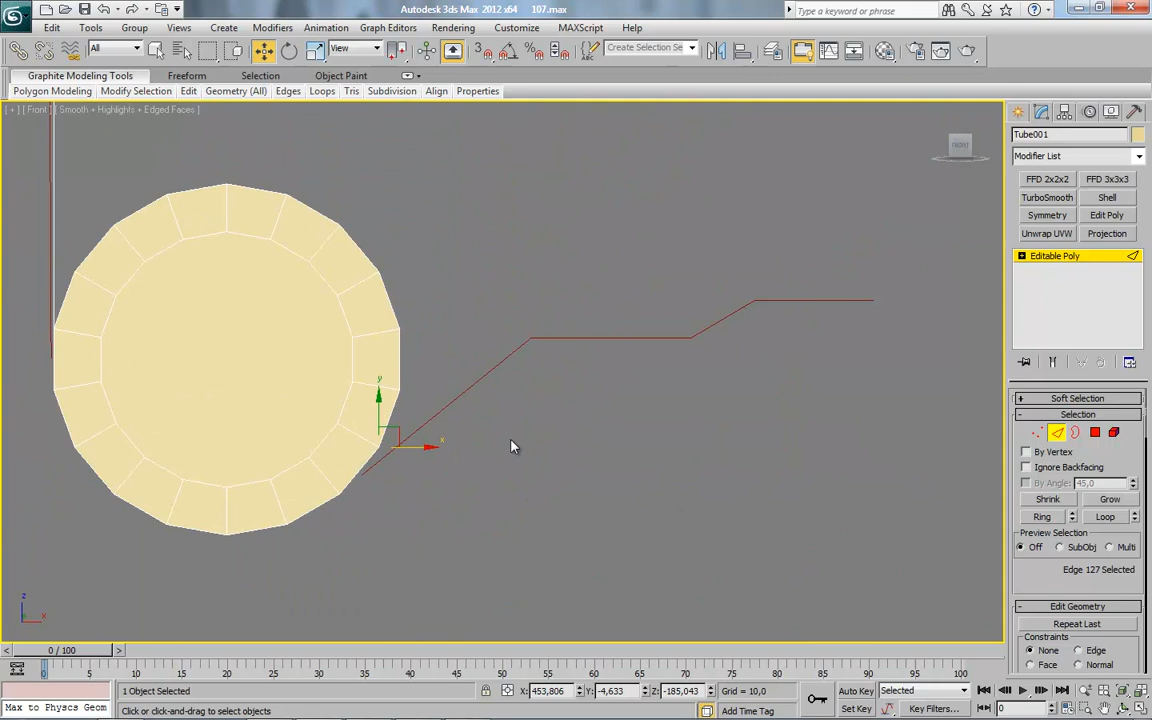 Autodesk 3ds Max 2012 x64 107.max
Type a keyword or phrase
Edit Tools Group Views Create Modifiers Animation Graph Editors Rendering Customize MAXScript Help
All View 3 Create Selection Se
Graphite Modeling Tools Freeform Selection Object Paint
Polygon Modeling Modify Selection Edit Geometry (All) Edges Loops Tris Subdivision Align Properties
[ + ] [ Front ] [ Smooth + Highlights + Edged Faces ]
FRONT
y
x
z
x
Tube001
Modifier List
FFD 2x2x2 FFD 3x3x3
TurboSmooth Shell
Symmetry Edit Poly
Unwrap UVW Projection
Editable Poly
+ Soft Selection
- Selection
By Vertex
Ignore Backfacing
By Angle: 45,0
Shrink Grow
Ring Loop
Preview Selection
Off SubObj Multi
Edge 127 Selected
- Edit Geometry
Repeat Last
Constraints
None Edge
Face Normal
< 0 / 100 >
0 5 10 15 20 25 30 35 40 45 50 55 60 65 70 75 80 85 90 95 100
1 Object Selected X: 453,806 Y: -4,633 Z: -185,043 Grid = 10,0 Auto Key Selected
Max to Physcs Geom Click or click-and-drag to select objects Add Time Tag Set Key Key Filters... 0